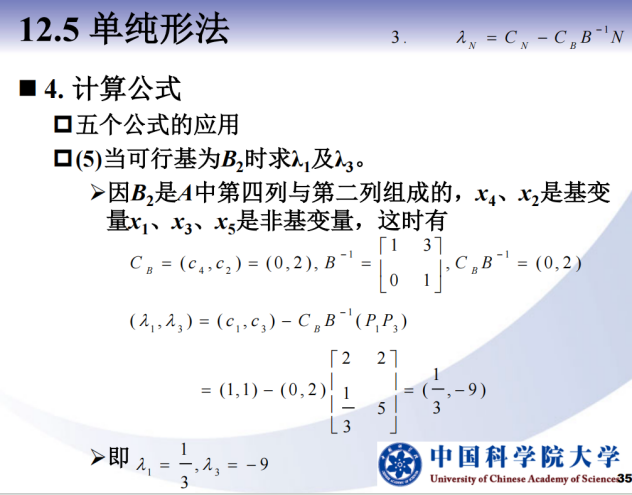 12.5 单纯形法
3. λ_N = C_N − C_B B^{-1} N
■ 4. 计算公式
五个公式的应用
(5)当可行基为B₂时求λ₁及λ₃。
➢因B₂是A中第四列与第二列组成的，x₄、x₂是基变
量x₁、x₃、x₅是非基变量，这时有
C_B = (c₄,c₂) = (0,2), B^{-1} = [1 3; 0 1], C_B B^{-1} = (0,2)
(λ₁,λ₃) = (c₁,c₃) − C_B B^{-1}(P₁P₃)
= (1,1) − (0,2)[2 2; 1/3 5] = (1/3,−9)
➢即 λ₁ = 1/3, λ₃ = −9
中国科学院大学
University of Chinese Academy of Sciences35